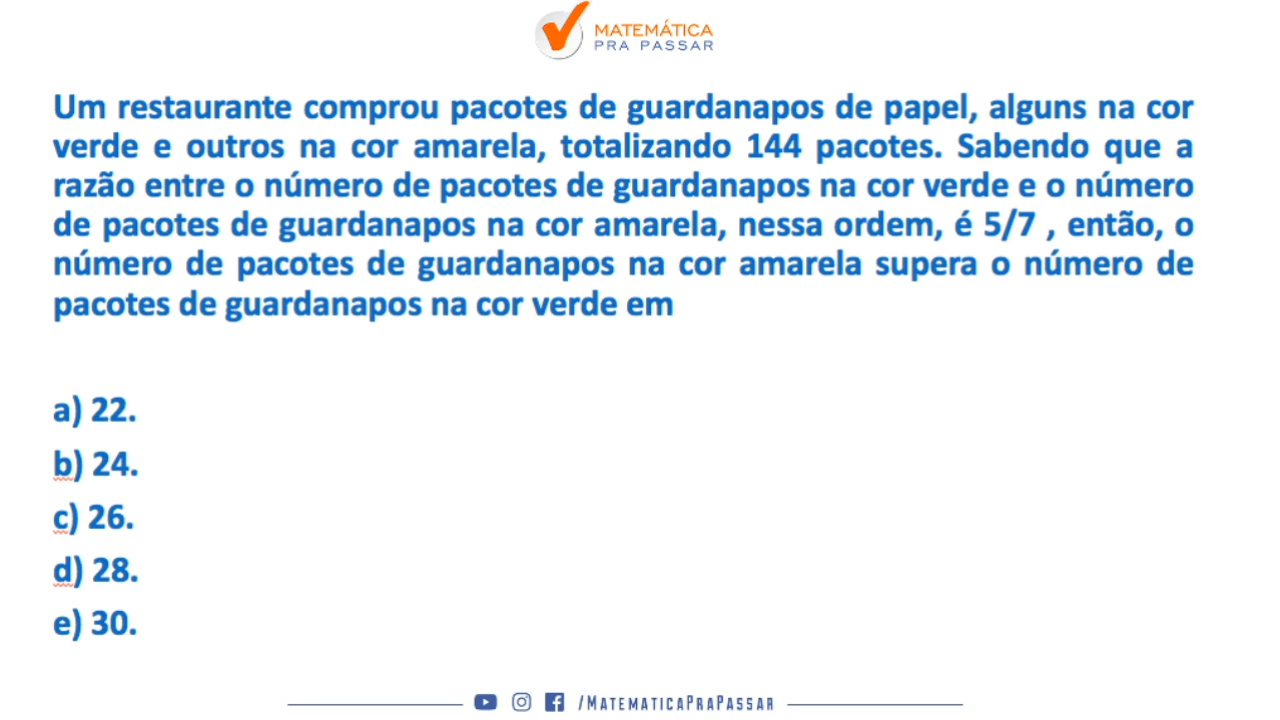 MATEMÁTICA
PRA PASSAR
Um restaurante comprou pacotes de guardanapos de papel, alguns na cor
verde e outros na cor amarela, totalizando 144 pacotes. Sabendo que a
razão entre o número de pacotes de guardanapos na cor verde e o número
de pacotes de guardanapos na cor amarela, nessa ordem, é 5/7 , então, o
número de pacotes de guardanapos na cor amarela supera o número de
pacotes de guardanapos na cor verde em
a) 22.
b) 24.
c) 26.
d) 28.
e) 30.
/MATEMATICAPRAPASSAR